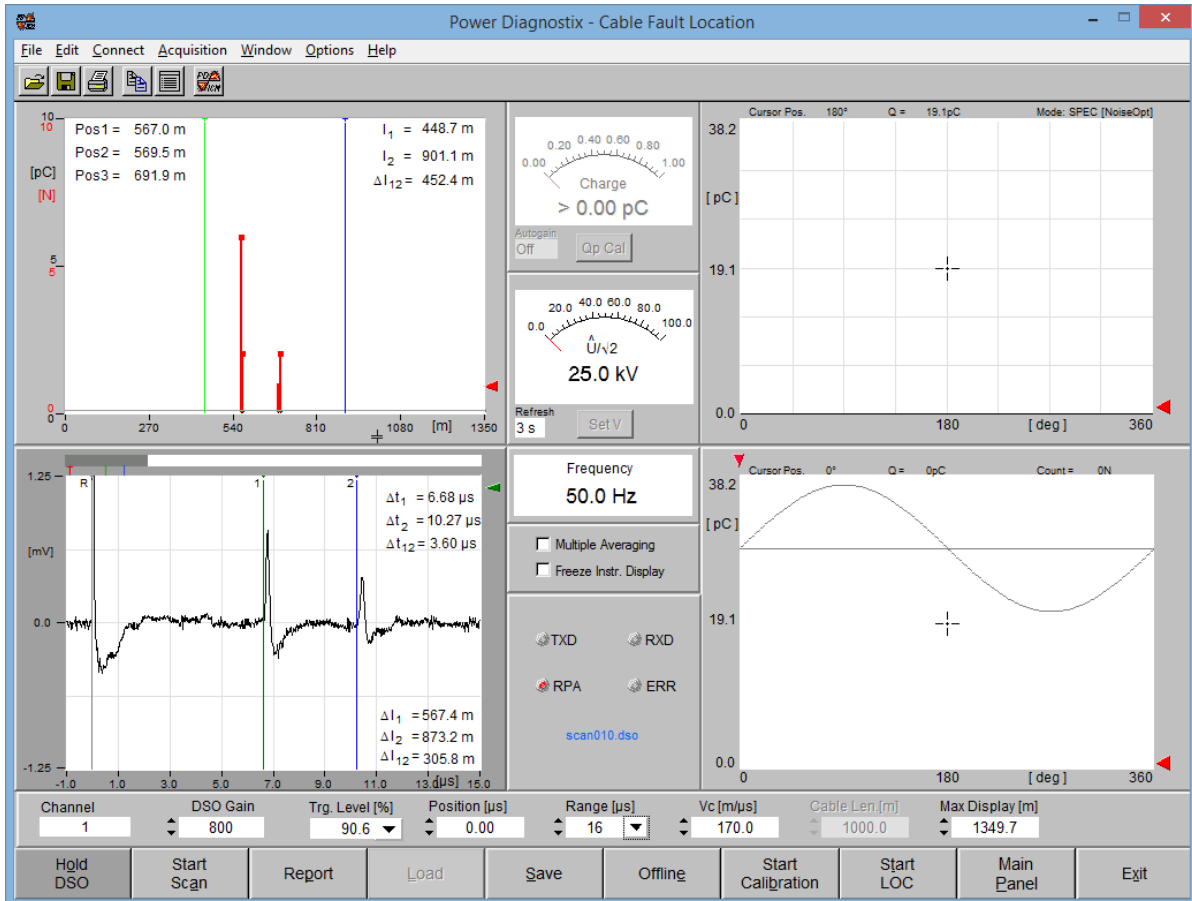 Power Diagnostix - Cable Fault Location
File Edit Connect Acquisition Window Options Help
10
10
[pC]
[N]
5
5
0
0
Pos1 = 567.0 m
Pos2 = 569.5 m
Pos3 = 691.9 m
l1 = 448.7 m
l2 = 901.1 m
Δl12= 452.4 m
0 270 540 810 1080 [m] 1350
0.00 0.20 0.40 0.60 0.80 1.00
Charge
> 0.00 pC
Autogain
Off
Qp Cal
0.0 20.0 40.0 60.0 80.0 100.0
Û/√2
25.0 kV
Refresh
3 s
Set V
Cursor Pos. 180° Q = 19.1pC Mode: SPEC [NoiseOpt]
38.2
[pC]
19.1
0.0
0 180 [deg] 360
1.25
[mV]
0.0
-1.25
R 1 2
Δt1 = 6.68 µs
Δt2 = 10.27 µs
Δt12= 3.60 µs
Δl1 = 567.4 m
Δl2 = 873.2 m
Δl12= 305.8 m
-1.0 1.0 3.0 5.0 7.0 9.0 11.0 13.0 [µs] 15.0
Frequency
50.0 Hz
Multiple Averaging
Freeze Instr. Display
TXD RXD
RPA ERR
scan010.dso
Cursor Pos. 0° Q = 0pC Count = 0N
38.2
[pC]
19.1
0.0
0 180 [deg] 360
Channel DSO Gain Trg. Level [%] Position [µs] Range [µs] Vc [m/µs] Cable Len.[m] Max Display [m]
1 800 90.6 0.00 16 170.0 1000.0 1349.7
Hold DSO
Start Scan
Report
Load
Save
Offline
Start Calibration
Start LOC
Main Panel
Exit